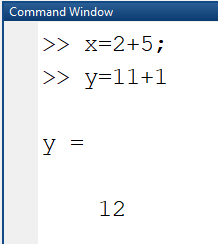 Command Window
>> x=2+5;
>> y=11+1
y =
12